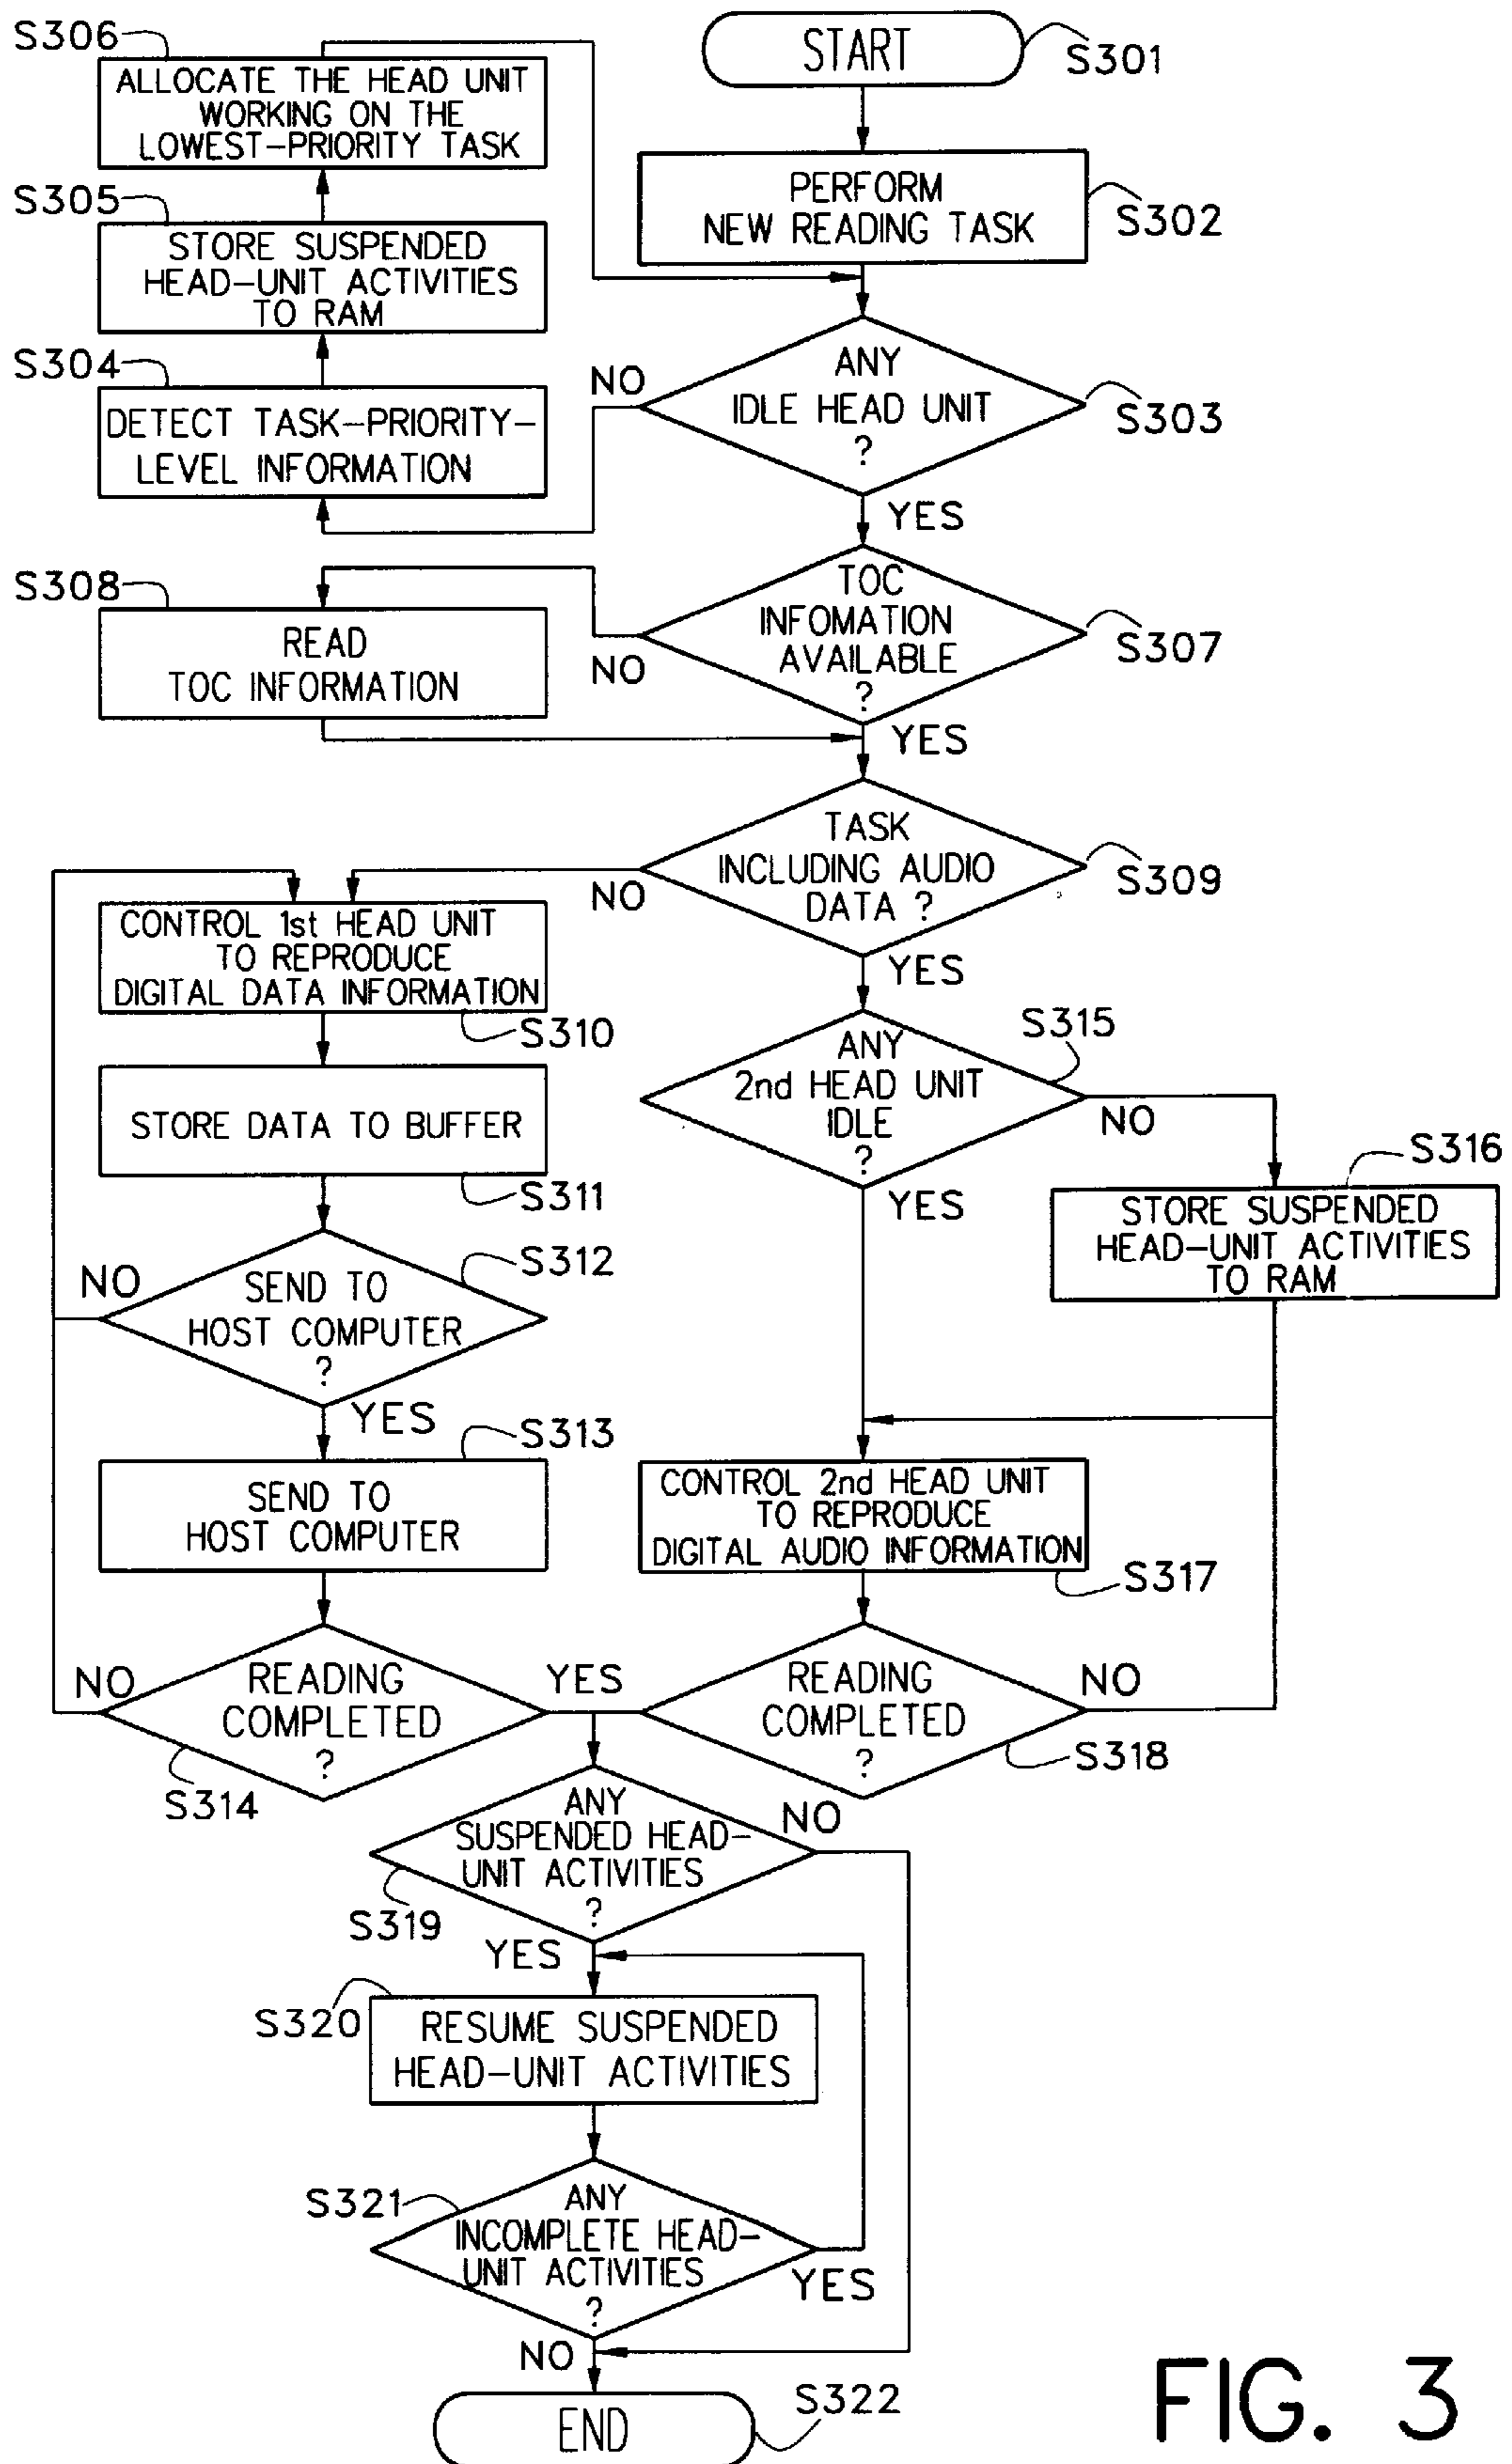 START
S301
PERFORM
NEW READING TASK
S302
S306
ALLOCATE THE HEAD UNIT
WORKING ON THE
LOWEST-PRIORITY TASK
S305
STORE SUSPENDED
HEAD-UNIT ACTIVITIES
TO RAM
S304
DETECT TASK-PRIORITY-
LEVEL INFORMATION
NO
ANY
IDLE HEAD UNIT
?
S303
YES
S308
READ
TOC INFORMATION
NO
TOC
INFOMATION
AVAILABLE
?
S307
YES
TASK
INCLUDING AUDIO
DATA ?
S309
NO
YES
CONTROL 1st HEAD UNIT
TO REPRODUCE
DIGITAL DATA INFORMATION
S310
STORE DATA TO BUFFER
S311
NO
SEND TO
HOST COMPUTER
?
S312
YES
SEND TO
HOST COMPUTER
S313
NO
READING
COMPLETED
?
S314
YES
ANY
2nd HEAD UNIT
IDLE
?
S315
NO
YES
S316
STORE SUSPENDED
HEAD-UNIT ACTIVITIES
TO RAM
CONTROL 2nd HEAD UNIT
TO REPRODUCE
DIGITAL AUDIO INFORMATION
S317
READING
COMPLETED
?
NO
S318
ANY
SUSPENDED HEAD-
UNIT ACTIVITIES
?
NO
S319
YES
S320
RESUME SUSPENDED
HEAD-UNIT ACTIVITIES
S321
ANY
INCOMPLETE HEAD-
UNIT ACTIVITIES
?
YES
NO
END
S322
FIG. 3